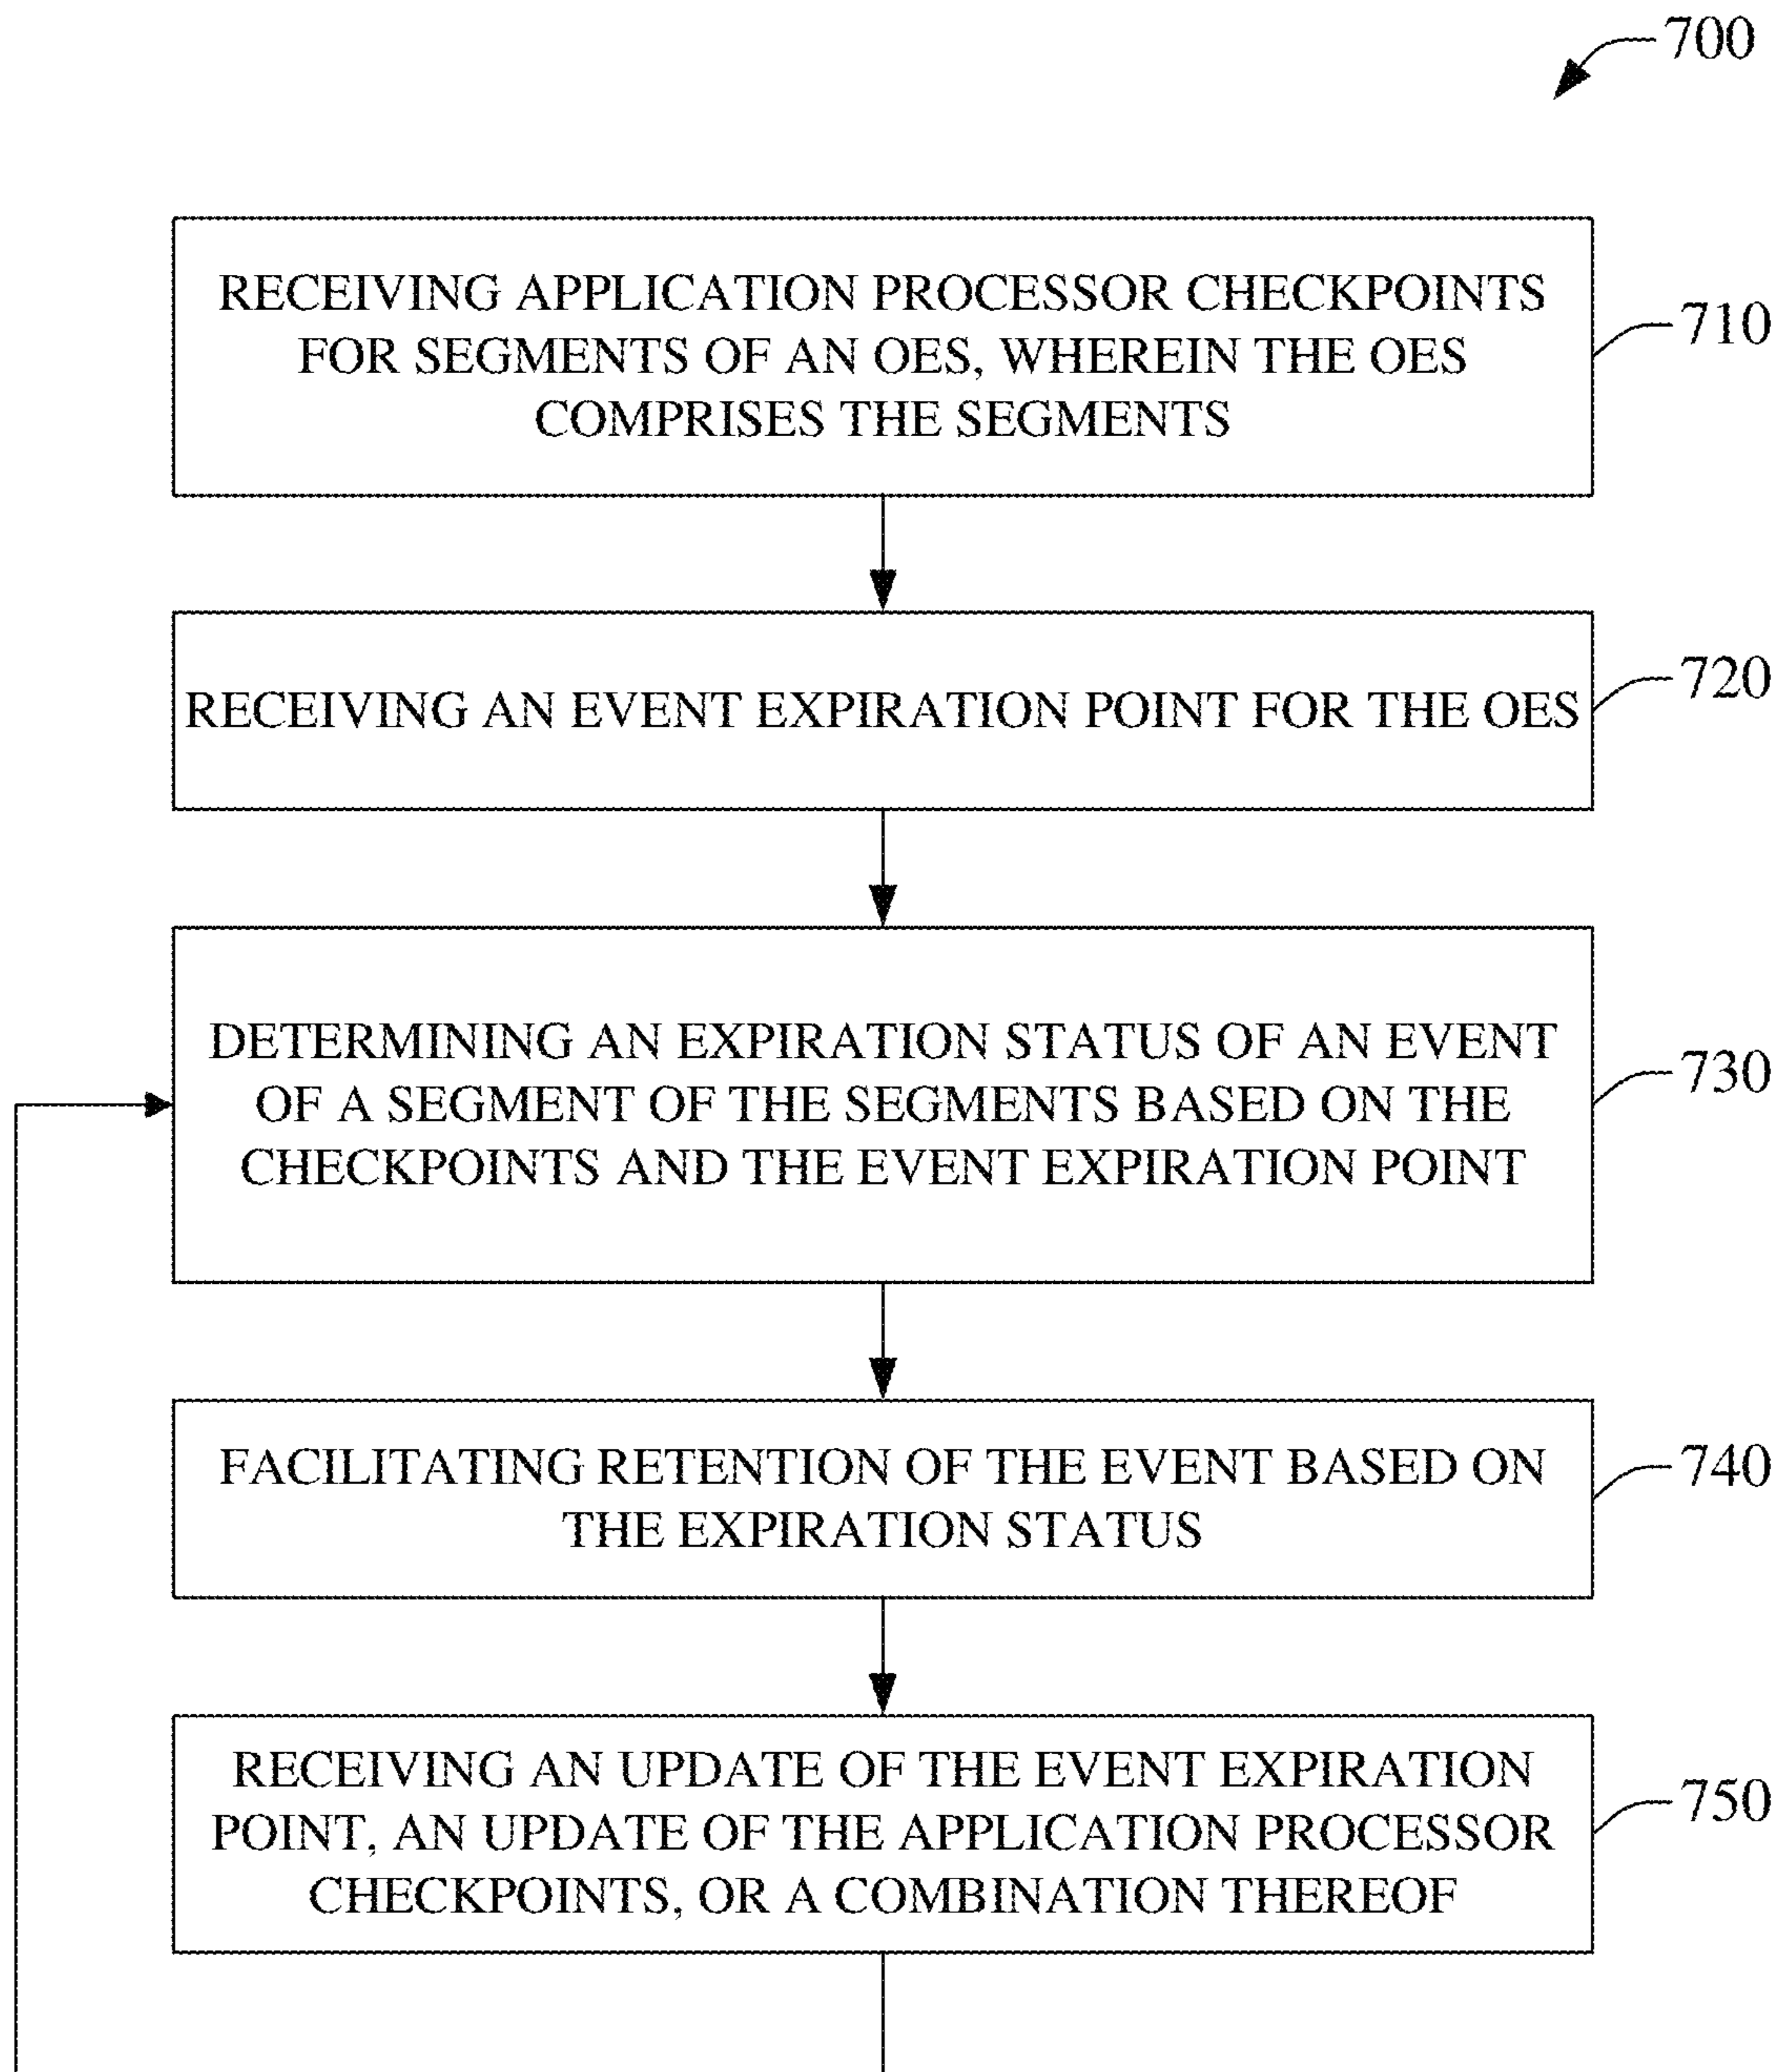 700
RECEIVING APPLICATION PROCESSOR CHECKPOINTS
FOR SEGMENTS OF AN OES, WHEREIN THE OES
COMPRISES THE SEGMENTS
710
RECEIVING AN EVENT EXPIRATION POINT FOR THE OES
720
DETERMINING AN EXPIRATION STATUS OF AN EVENT
OF A SEGMENT OF THE SEGMENTS BASED ON THE
CHECKPOINTS AND THE EVENT EXPIRATION POINT
730
FACILITATING RETENTION OF THE EVENT BASED ON
THE EXPIRATION STATUS
740
RECEIVING AN UPDATE OF THE EVENT EXPIRATION
POINT, AN UPDATE OF THE APPLICATION PROCESSOR
CHECKPOINTS, OR A COMBINATION THEREOF
750